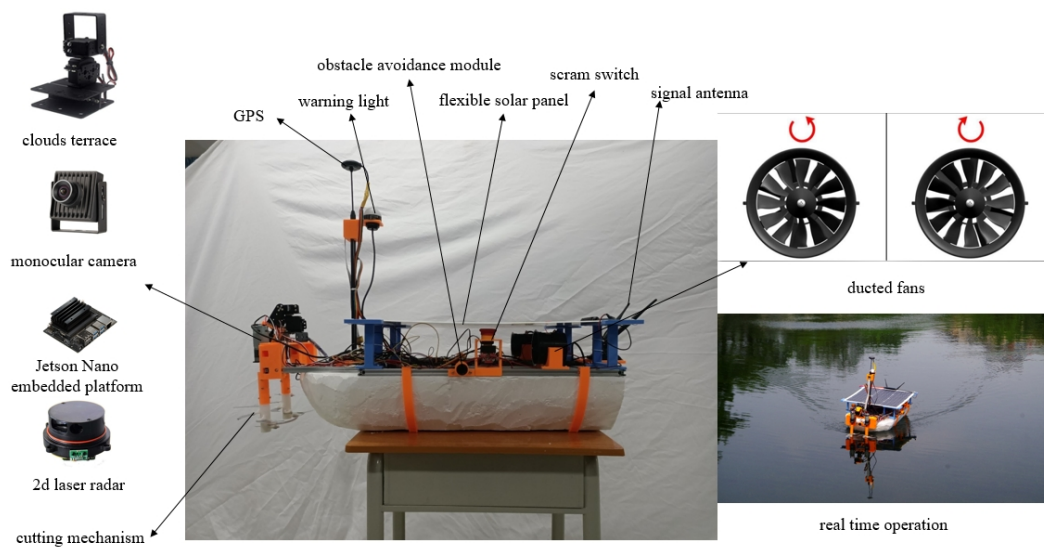 obstacle avoidance module
scram switch
warning light
flexible solar panel
signal antenna
GPS
clouds terrace
monocular camera
ducted fans
Jetson Nano
embedded platform
2d laser radar
cutting mechanism
real time operation